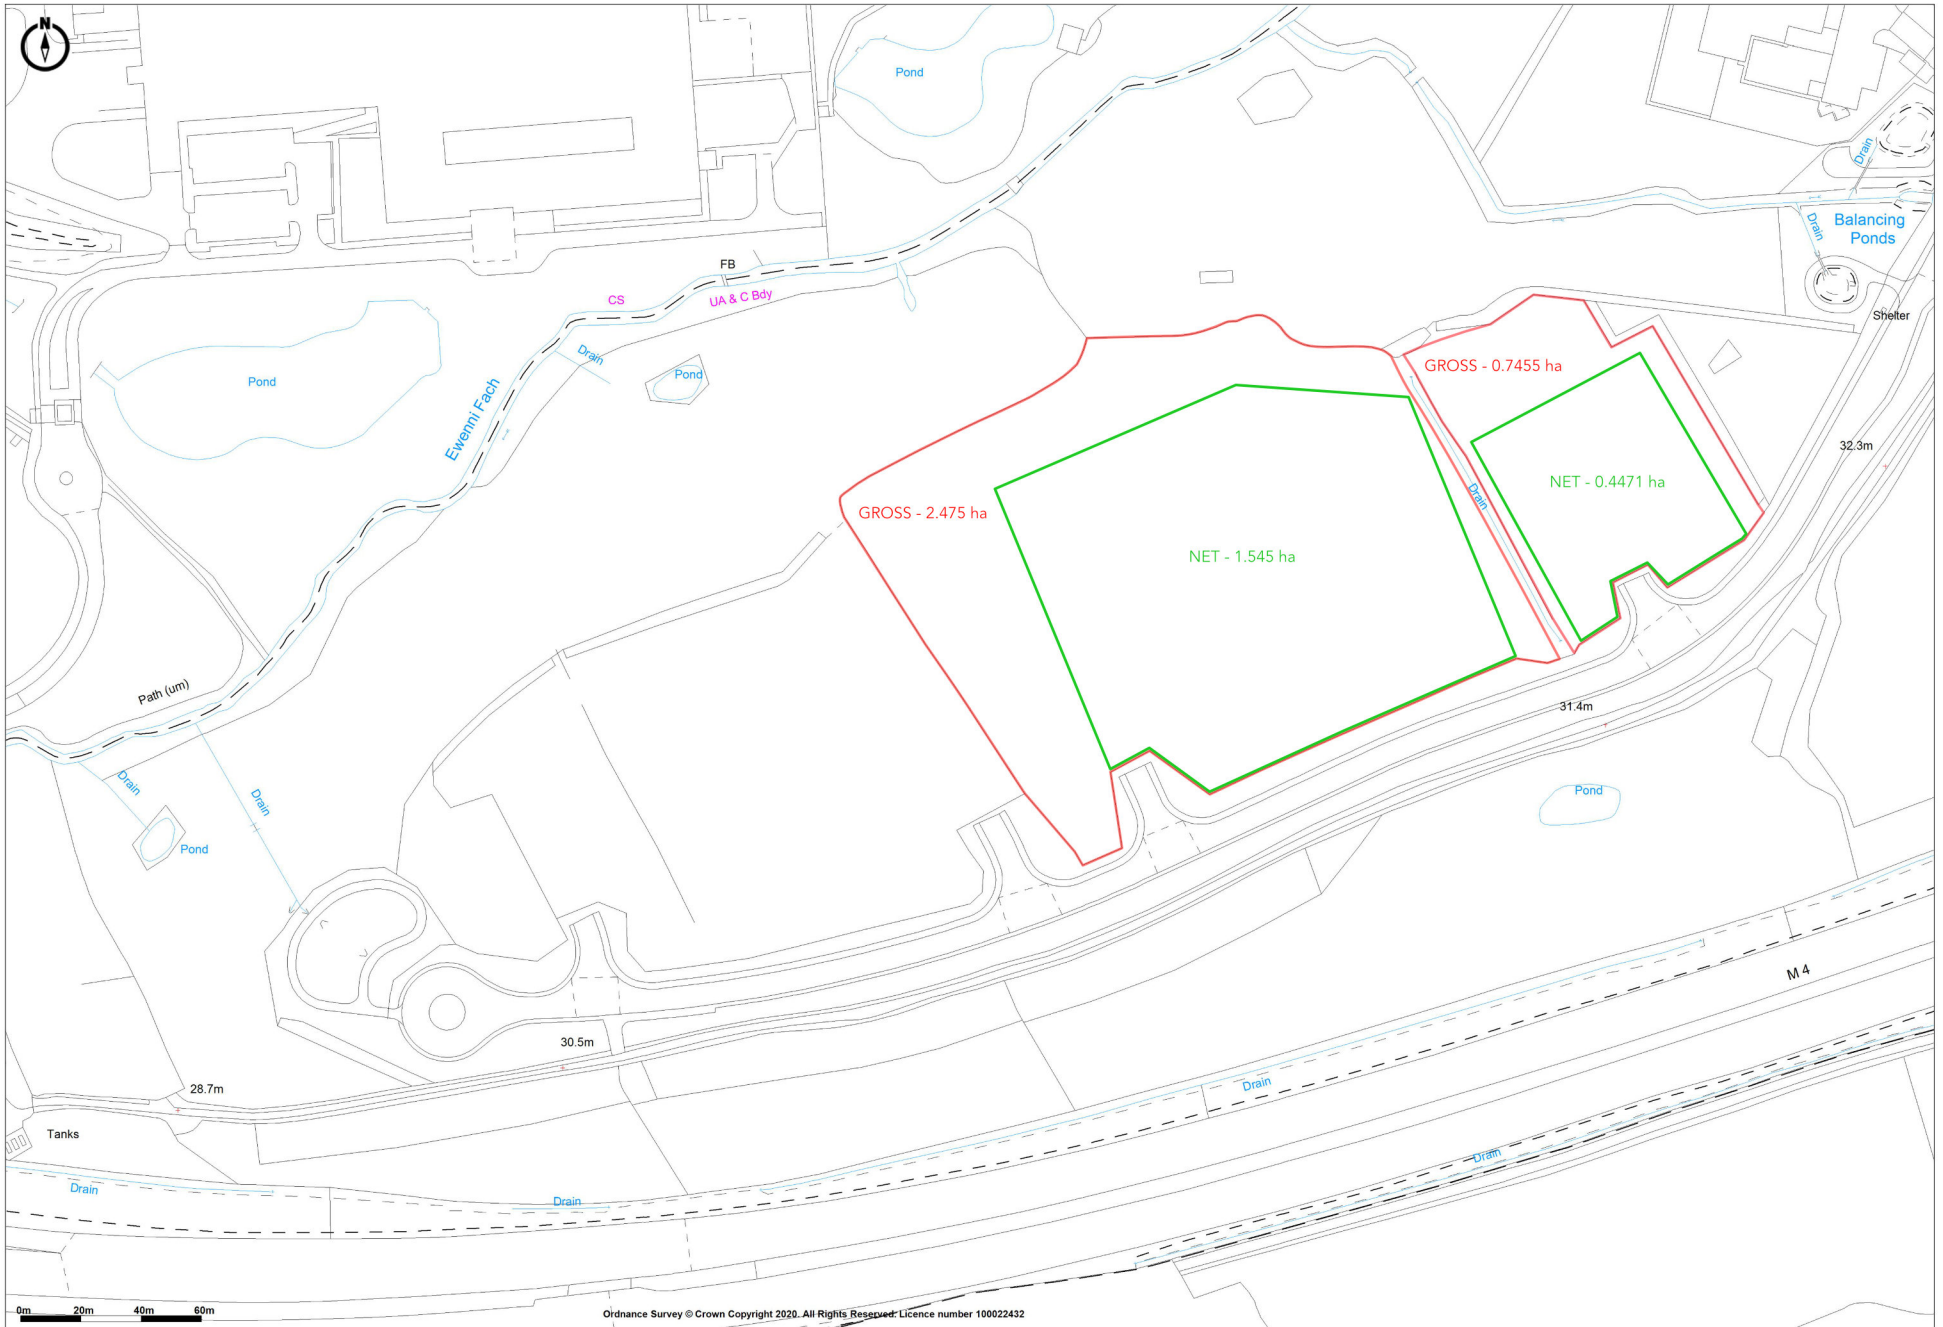 N
Pond
Drain
Balancing
Ponds
Drain
FB
CS
UA & C Bdy
Shelter
Drain
Pond
Pond
GROSS - 0.7455 ha
Ewenni Fach
32.3m
NET - 0.4471 ha
Drain
GROSS - 2.475 ha
NET - 1.545 ha
Path (um)
31.4m
Drain
Drain
Pond
Pond
M 4
30.5m
28.7m
Drain
Tanks
Drain
Drain
Drain
0m 20m 40m 60m
Ordnance Survey © Crown Copyright 2020. All Rights Reserved. Licence number 100022432